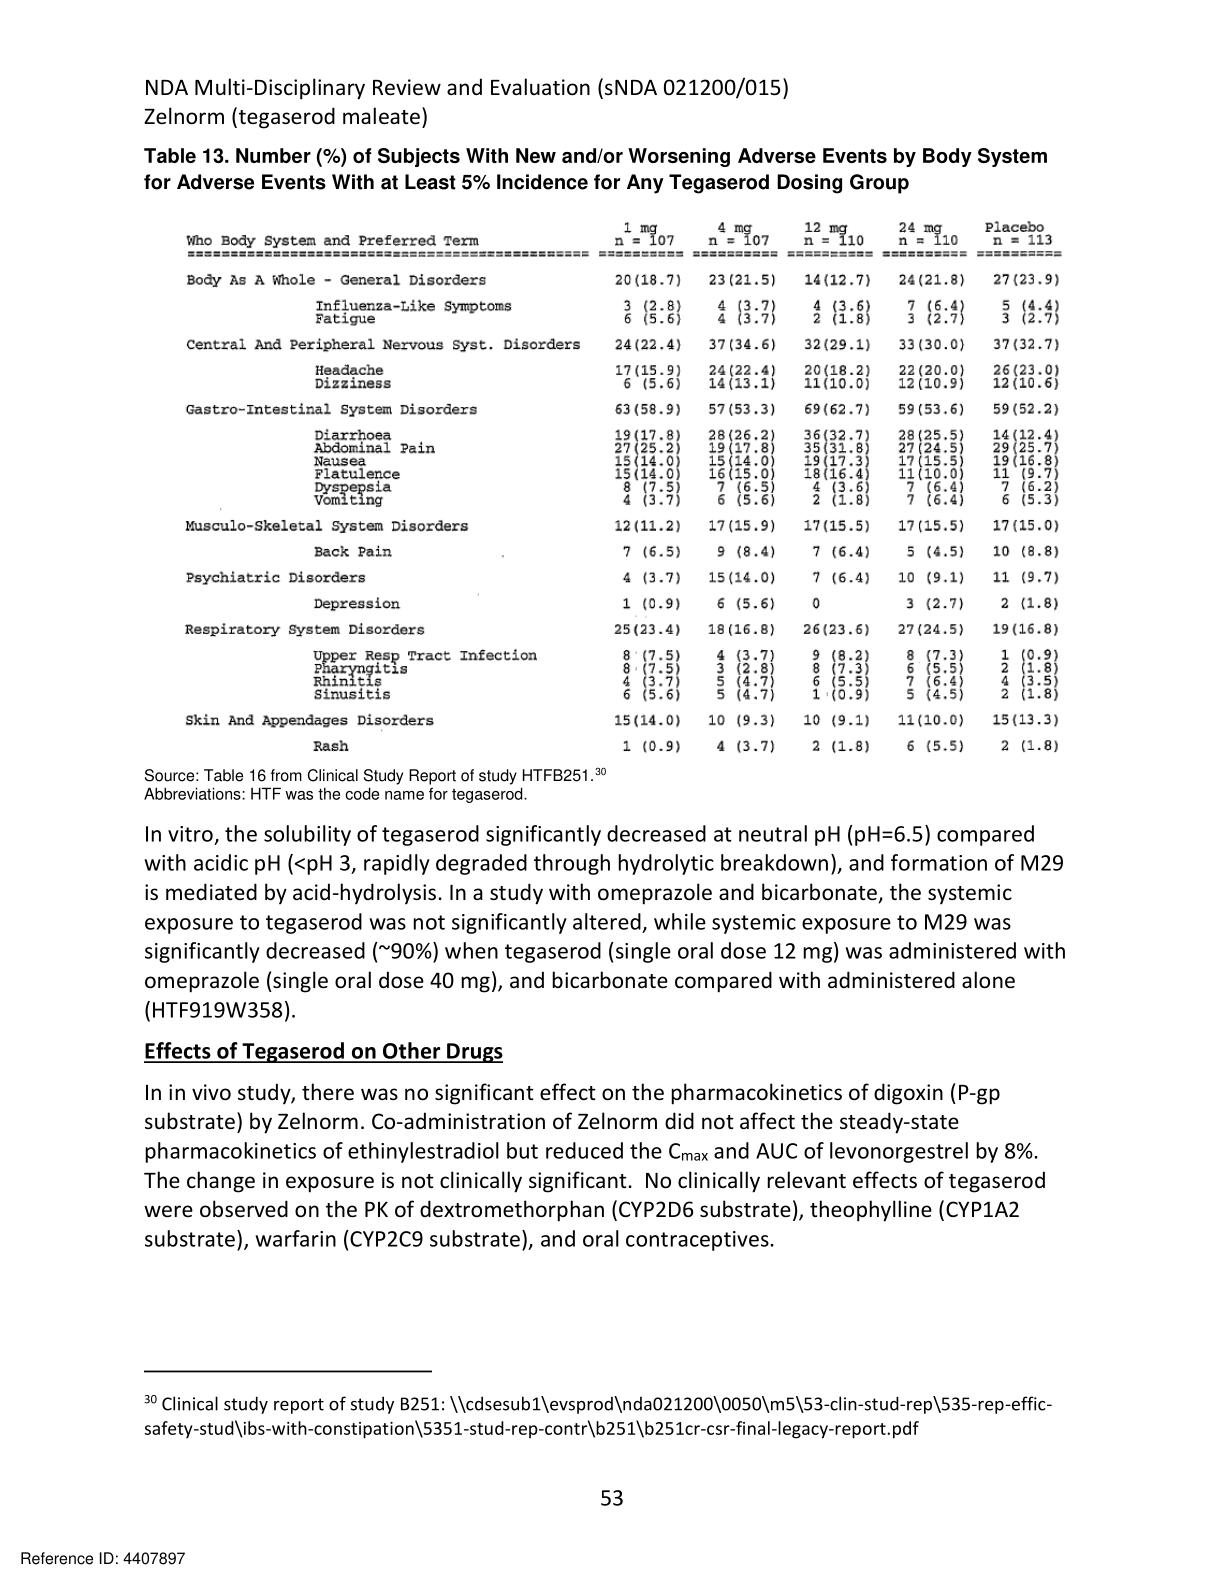 NDA Multi-Disciplinary Review and Evaluation (sNDA 021200/015)
Zelnorm (tegaserod maleate)
Table 13. Number (%) of Subjects With New and/or Worsening Adverse Events by Body System
for Adverse Events With at Least 5% Incidence for Any Tegaserod Dosing Group
1 mg 4 mg 12 mg 24 mg Placebo
Who Body System and Preferred Term n = 107 n = 107 n = 110 n = 110 n = 113
Body As A Whole - General Disorders 20(18.7) 23(21.5) 14(12.7) 24(21.8) 27(23.9)
Influenza-Like Symptoms 3 (2.8) 4 (3.7) 4 (3.6) 7 (6.4) 5 (4.4)
Fatigue 6 (5.6) 4 (3.7) 2 (1.8) 3 (2.7) 3 (2.7)
Central And Peripheral Nervous Syst. Disorders 24(22.4) 37(34.6) 32(29.1) 33(30.0) 37(32.7)
Headache 17(15.9) 24(22.4) 20(18.2) 22(20.0) 26(23.0)
Dizziness 6 (5.6) 14(13.1) 11(10.0) 12(10.9) 12(10.6)
Gastro-Intestinal System Disorders 63(58.9) 57(53.3) 69(62.7) 59(53.6) 59(52.2)
Diarrhoea 19(17.8) 28(26.2) 36(32.7) 28(25.5) 14(12.4)
Abdominal Pain 27(25.2) 19(17.8) 35(31.8) 27(24.5) 29(25.7)
Nausea 15(14.0) 15(14.0) 19(17.3) 17(15.5) 19(16.8)
Flatulence 15(14.0) 16(15.0) 18(16.4) 11(10.0) 11 (9.7)
Dyspepsia 8 (7.5) 7 (6.5) 4 (3.6) 7 (6.4) 7 (6.2)
Vomiting 4 (3.7) 6 (5.6) 2 (1.8) 7 (6.4) 6 (5.3)
Musculo-Skeletal System Disorders 12(11.2) 17(15.9) 17(15.5) 17(15.5) 17(15.0)
Back Pain 7 (6.5) 9 (8.4) 7 (6.4) 5 (4.5) 10 (8.8)
Psychiatric Disorders 4 (3.7) 15(14.0) 7 (6.4) 10 (9.1) 11 (9.7)
Depression 1 (0.9) 6 (5.6) 0 3 (2.7) 2 (1.8)
Respiratory System Disorders 25(23.4) 18(16.8) 26(23.6) 27(24.5) 19(16.8)
Upper Resp Tract Infection 8 (7.5) 4 (3.7) 9 (8.2) 8 (7.3) 1 (0.9)
Pharyngitis 8 (7.5) 3 (2.8) 8 (7.3) 6 (5.5) 2 (1.8)
Rhinitis 4 (3.7) 5 (4.7) 6 (5.5) 7 (6.4) 4 (3.5)
Sinusitis 6 (5.6) 5 (4.7) 1 (0.9) 5 (4.5) 2 (1.8)
Skin And Appendages Disorders 15(14.0) 10 (9.3) 10 (9.1) 11(10.0) 15(13.3)
Rash 1 (0.9) 4 (3.7) 2 (1.8) 6 (5.5) 2 (1.8)
Source: Table 16 from Clinical Study Report of study HTFB251.30
Abbreviations: HTF was the code name for tegaserod.
In vitro, the solubility of tegaserod significantly decreased at neutral pH (pH=6.5) compared
with acidic pH (<pH 3, rapidly degraded through hydrolytic breakdown), and formation of M29
is mediated by acid-hydrolysis. In a study with omeprazole and bicarbonate, the systemic
exposure to tegaserod was not significantly altered, while systemic exposure to M29 was
significantly decreased (~90%) when tegaserod (single oral dose 12 mg) was administered with
omeprazole (single oral dose 40 mg), and bicarbonate compared with administered alone
(HTF919W358).
Effects of Tegaserod on Other Drugs
In in vivo study, there was no significant effect on the pharmacokinetics of digoxin (P-gp
substrate) by Zelnorm. Co-administration of Zelnorm did not affect the steady-state
pharmacokinetics of ethinylestradiol but reduced the Cmax and AUC of levonorgestrel by 8%.
The change in exposure is not clinically significant.  No clinically relevant effects of tegaserod
were observed on the PK of dextromethorphan (CYP2D6 substrate), theophylline (CYP1A2
substrate), warfarin (CYP2C9 substrate), and oral contraceptives.
30 Clinical study report of study B251: \\cdsesub1\evsprod\nda021200\0050\m5\53-clin-stud-rep\535-rep-effic-
safety-stud\ibs-with-constipation\5351-stud-rep-contr\b251\b251cr-csr-final-legacy-report.pdf
53
Reference ID: 4407897